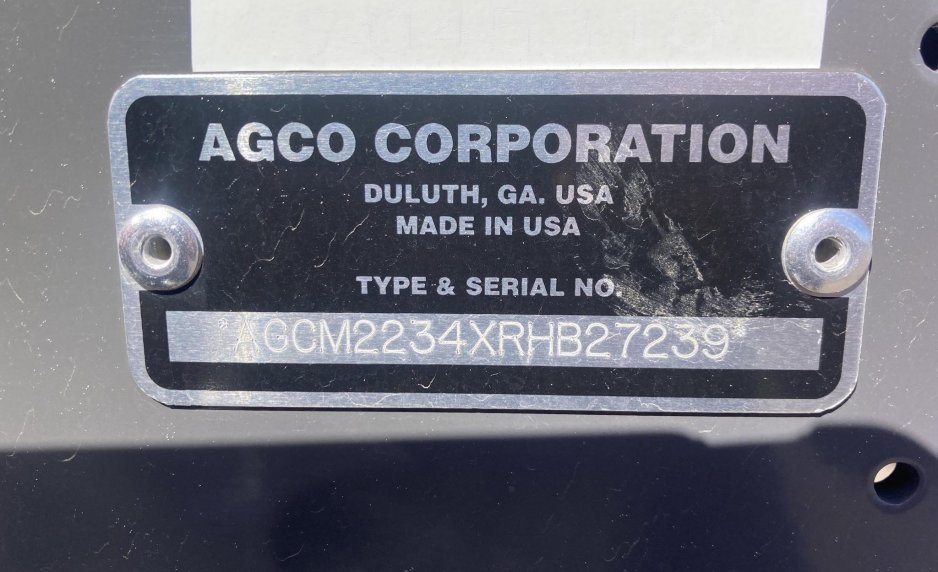 AGCO CORPORATION
DULUTH, GA. USA
MADE IN USA
TYPE & SERIAL NO.
*AGCM2234XRHB27239*